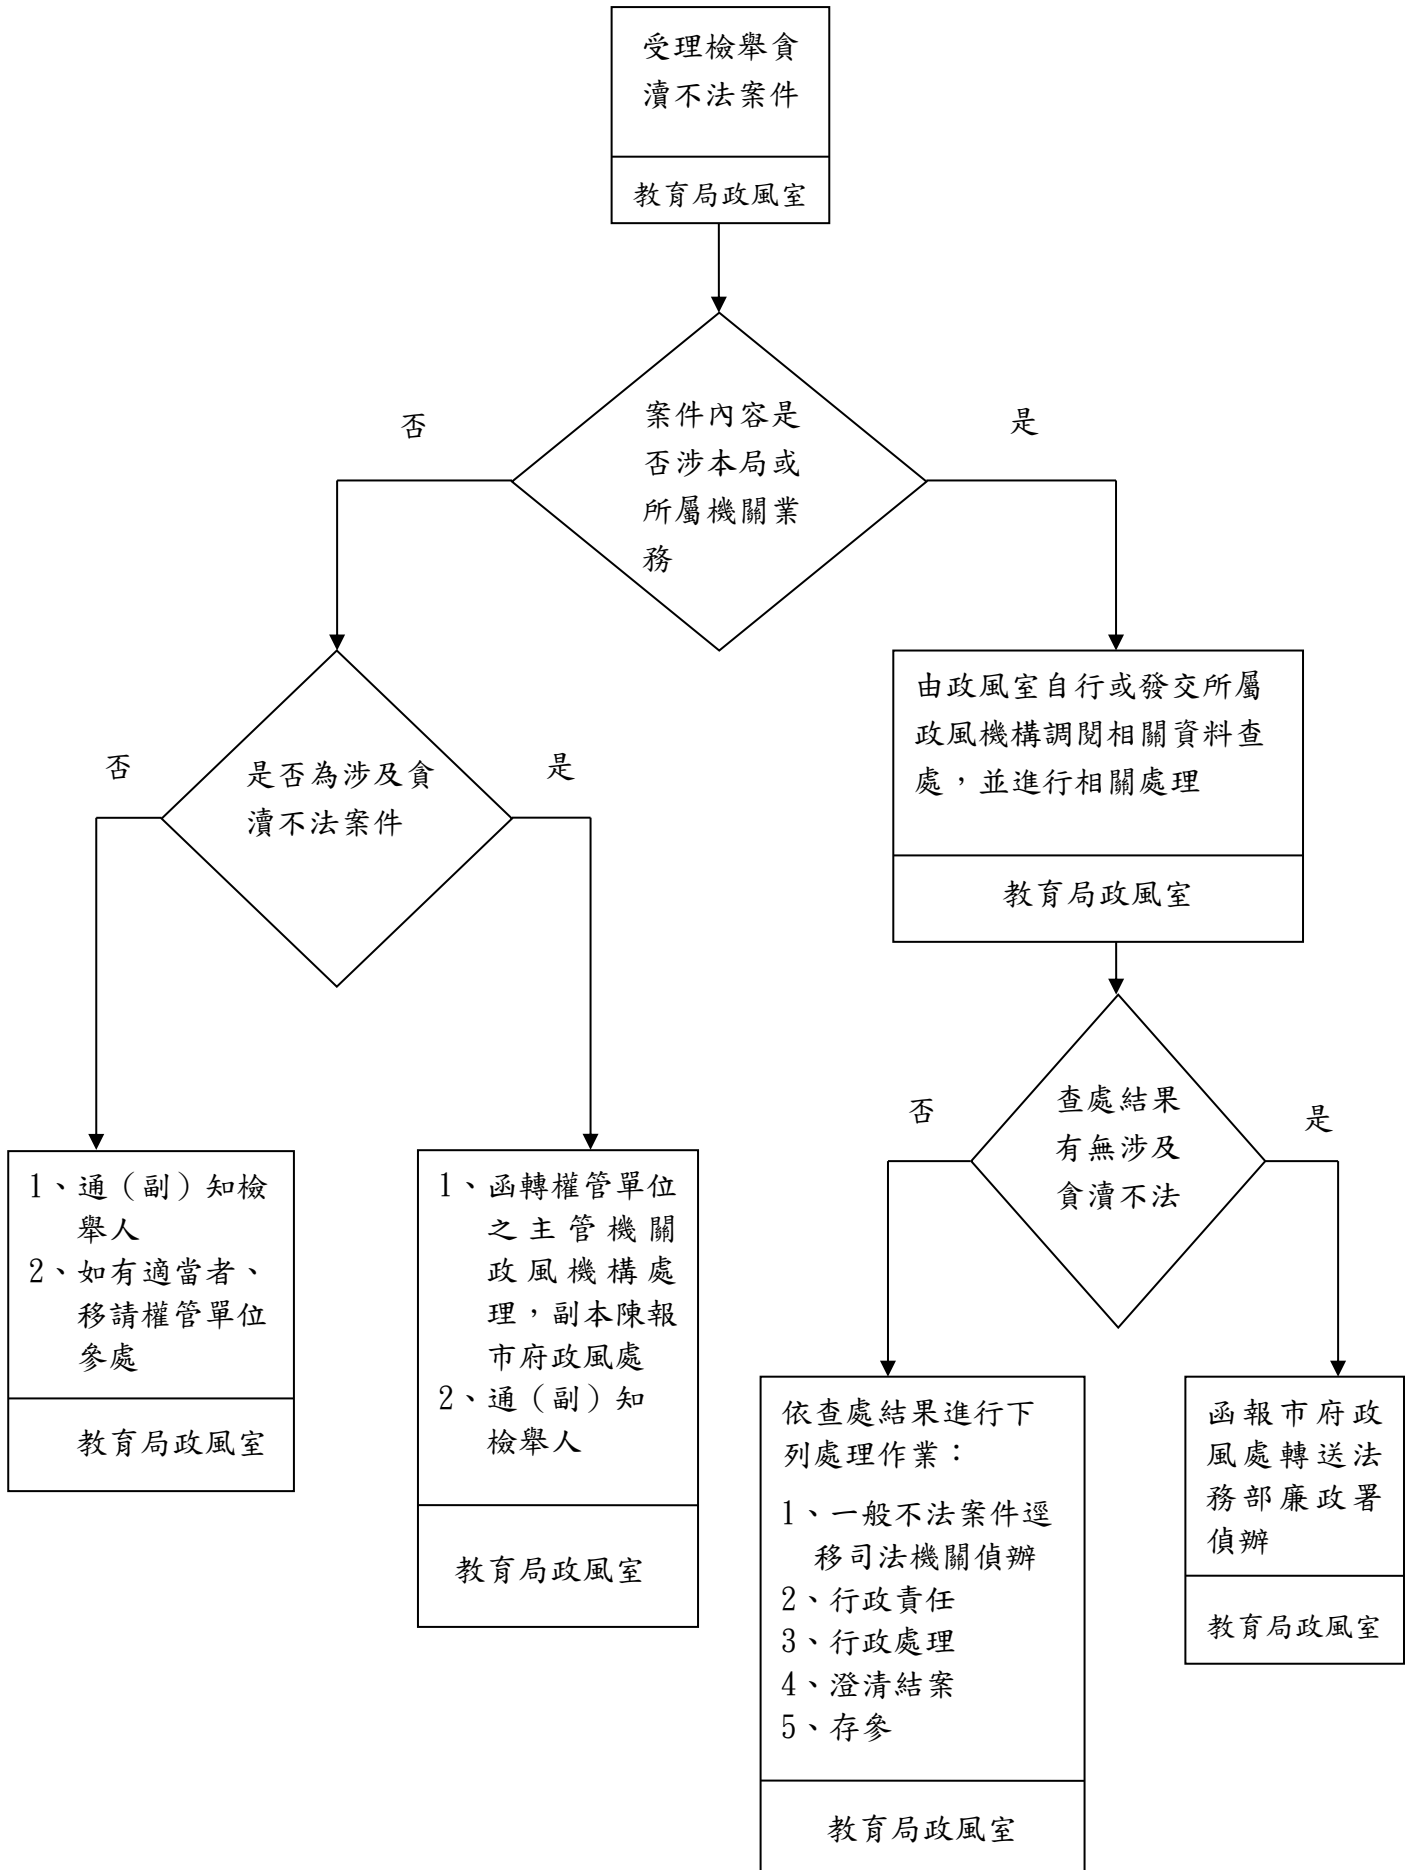 受理檢舉貪
瀆不法案件
教育局政風室
案件內容是
否涉本局或
所屬機關業
務
否
是
是否為涉及貪
瀆不法案件
否
是
由政風室自行或發交所屬
政風機構調閱相關資料查
處，並進行相關處理
教育局政風室
查處結果
有無涉及
貪瀆不法
否
是
1、通（副）知檢
舉人
2、如有適當者、
移請權管單位
參處
教育局政風室
1、函轉權管單位
之主管機關
政風機構處
理，副本陳報
市府政風處
2、通（副）知
檢舉人
教育局政風室
依查處結果進行下
列處理作業：
1、一般不法案件逕
移司法機關偵辦
2、行政責任
3、行政處理
4、澄清結案
5、存參
教育局政風室
函報市府政
風處轉送法
務部廉政署
偵辦
教育局政風室